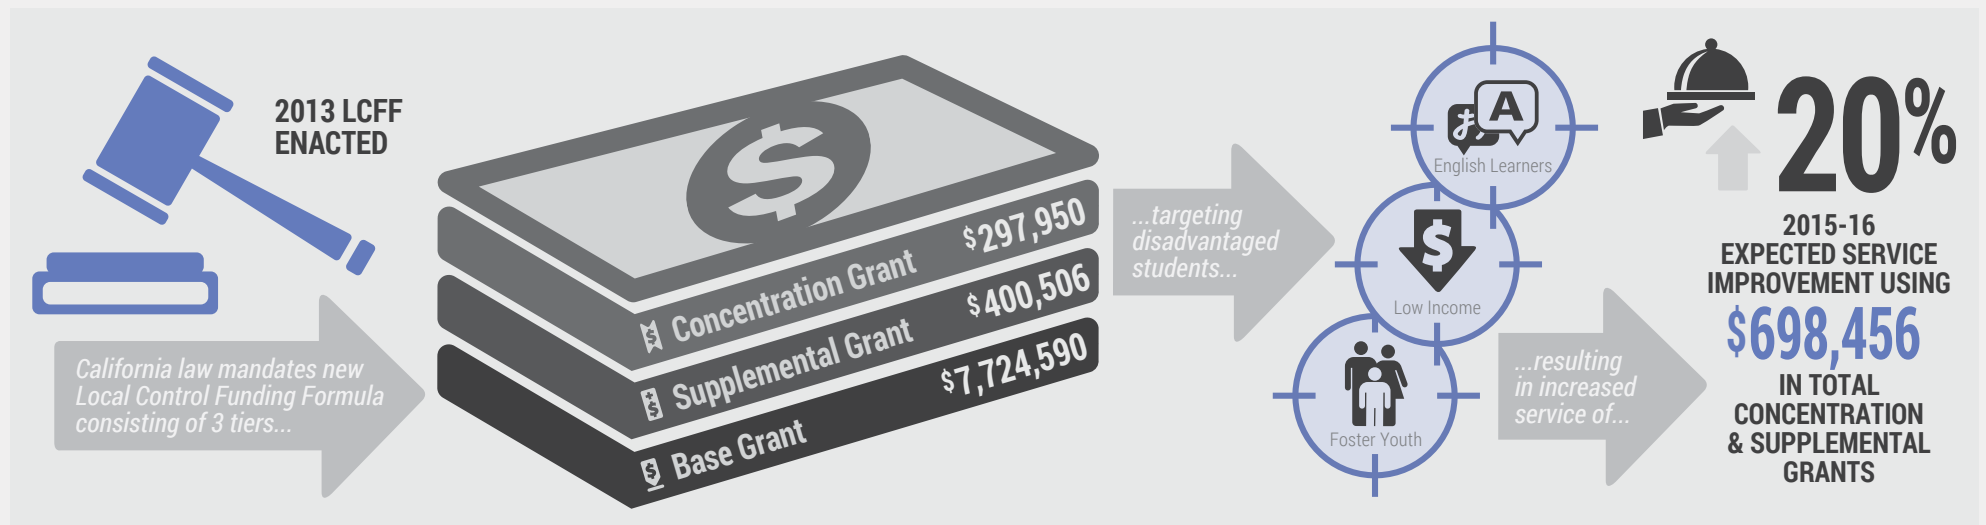 2013 LCFF
ENACTED
California law mandates new
Local Control Funding Formula
consisting of 3 tiers...
$
Concentration Grant $297,950
Supplemental Grant $400,506
Base Grant $7,724,590
...targeting
disadvantaged
students...
あ A
English Learners
$
Low Income
Foster Youth
...resulting
in increased
service of...
20%
2015-16
EXPECTED SERVICE
IMPROVEMENT USING
$698,456
IN TOTAL
CONCENTRATION
& SUPPLEMENTAL
GRANTS